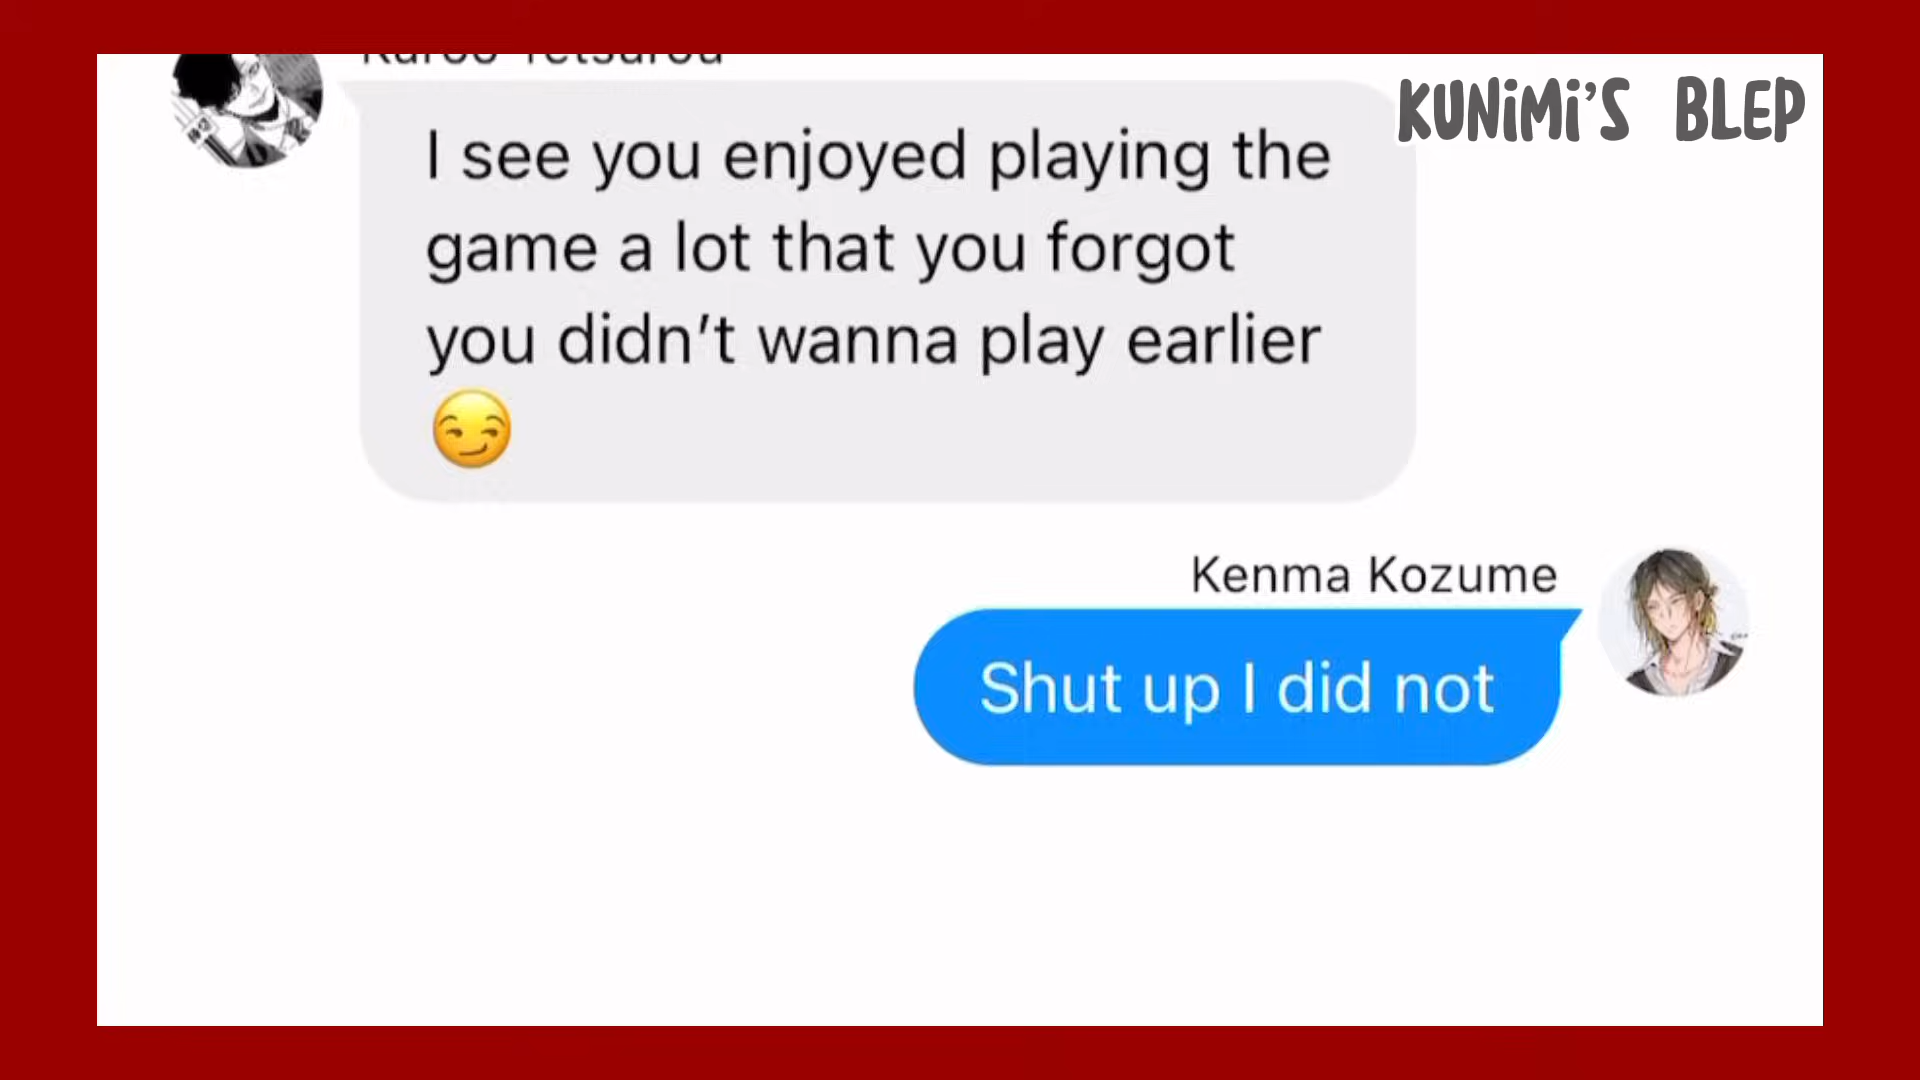 Kuroo Tetsurou
KUNiMi'S BLEP
I see you enjoyed playing the
game a lot that you forgot
you didn't wanna play earlier
😏
Kenma Kozume
Shut up I did not